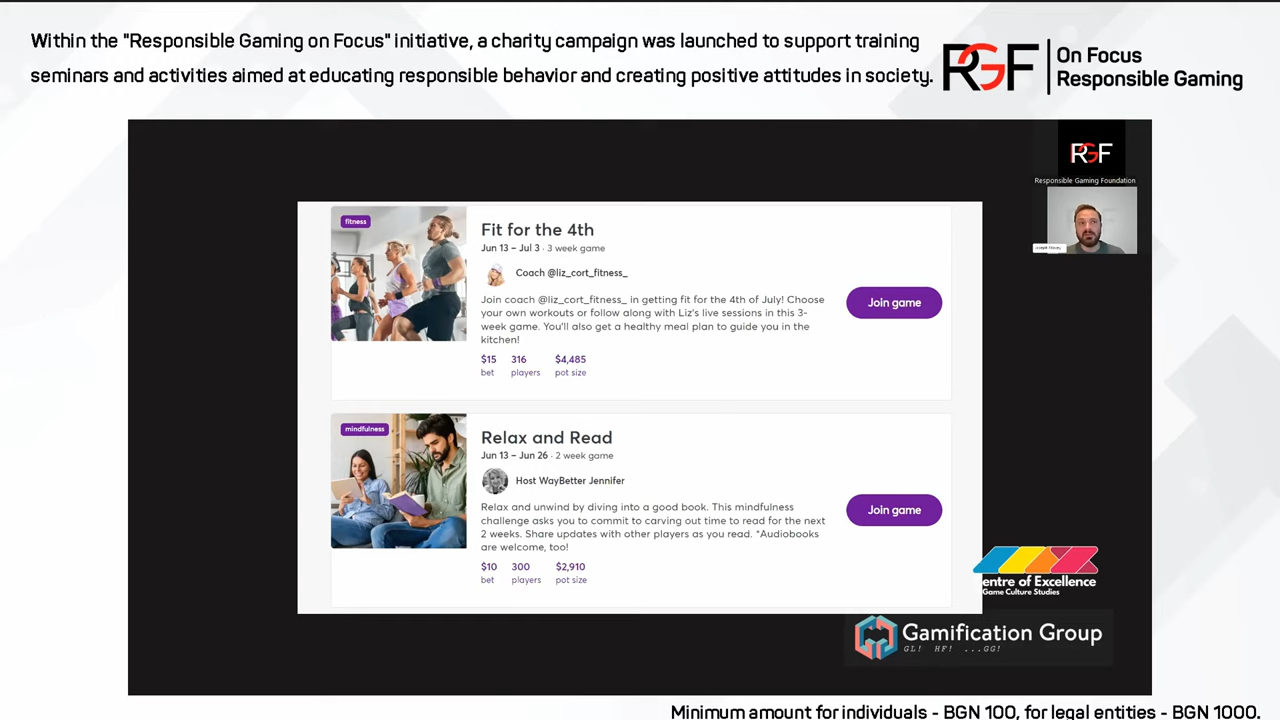 Within the "Responsible Gaming on Focus" initiative, a charity campaign was launched to support training
seminars and activities aimed at educating responsible behavior and creating positive attitudes in society.
RGF
On Focus
Responsible Gaming
RGF
Responsible Gaming Foundation
fitness
Fit for the 4th
Jun 13 – Jul 3 · 3 week game
Coach @liz_cort_fitness_
Join coach @liz_cort_fitness_ in getting fit for the 4th of July! Choose
your own workouts or follow along with Liz's live sessions in this 3-
week game. You'll also get a healthy meal plan to guide you in the
kitchen!
$15 316 $4,485
bet players pot size
Join game
mindfulness
Relax and Read
Jun 13 – Jun 26 · 2 week game
Host WayBetter Jennifer
Relax and unwind by diving into a good book. This mindfulness
challenge asks you to commit to carving out time to read for the next
2 weeks. Share updates with other players as you read. *Audiobooks
are welcome, too!
$10 300 $2,910
bet players pot size
Join game
entre of Excellence
Game Culture Studies
Gamification Group
GL! HF! ...GG!
Minimum amount for individuals - BGN 100, for legal entities - BGN 1000.